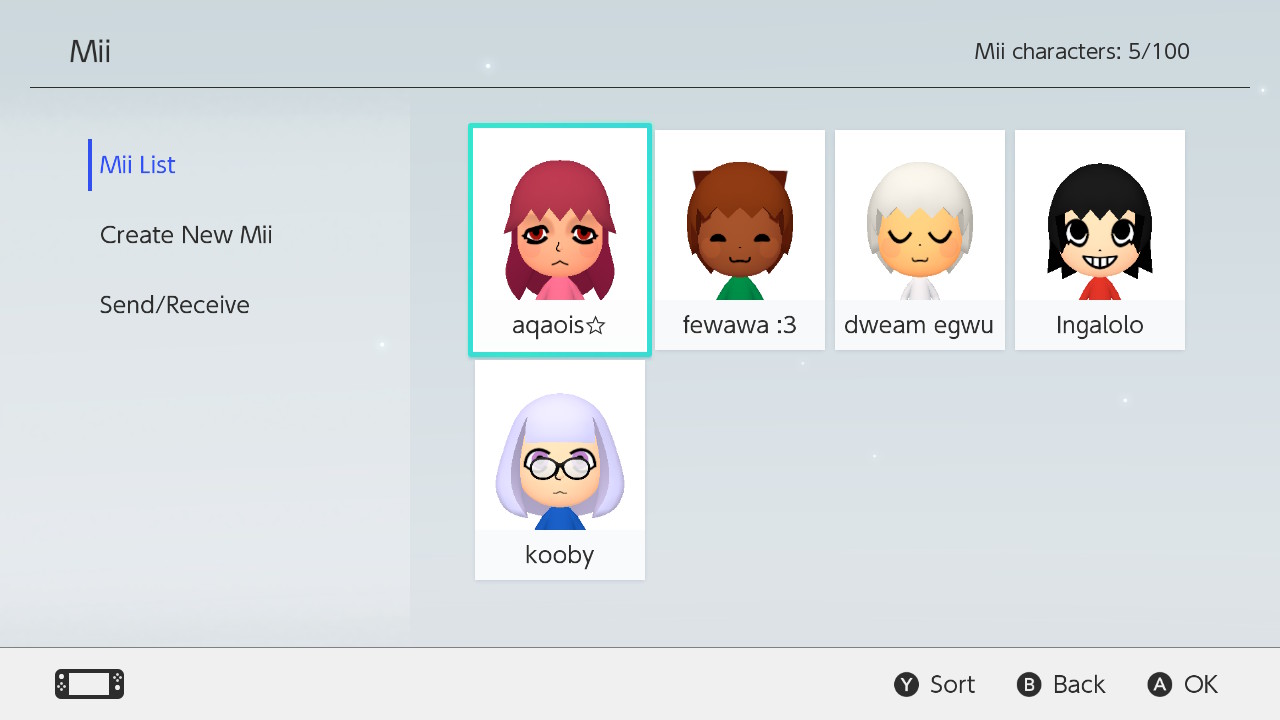 Mii
Mii characters: 5/100
Mii List
Create New Mii
Send/Receive
aqaois☆
fewawa :3
dweam egwu
Ingalolo
kooby
Y Sort
B Back
A OK